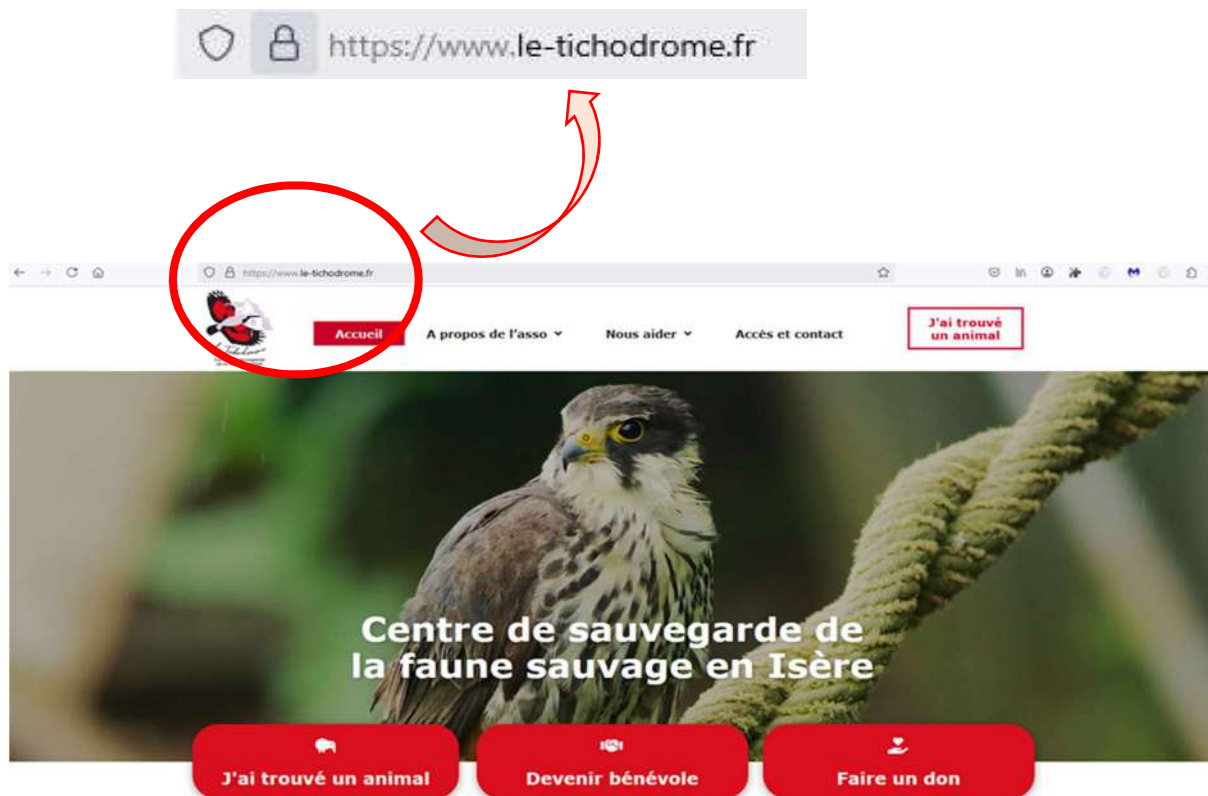 https://www.le-tichodrome.fr
https://www.le-tichodrome.fr
le Tichodrome
Accueil
A propos de l'asso
Nous aider
Accès et contact
J'ai trouvé
un animal
Centre de sauvegarde de
la faune sauvage en Isère
J'ai trouvé un animal
Devenir bénévole
Faire un don